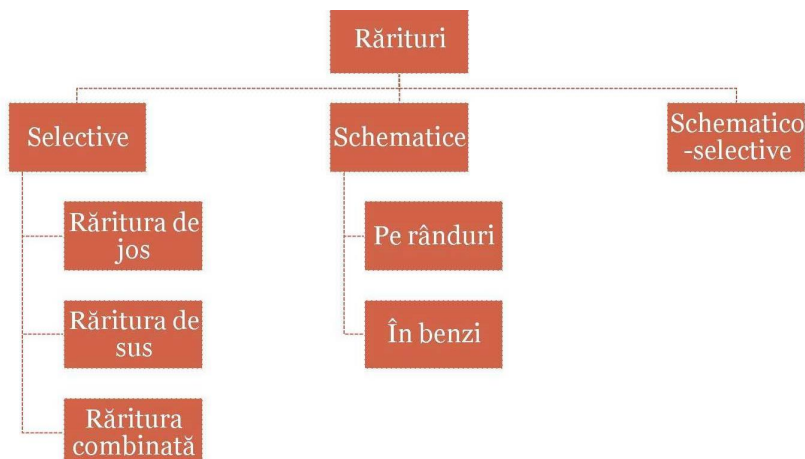 Rărituri
Selective
Schematice
Schematico
-selective
Răritura de
jos
Răritura de
sus
Răritura
combinată
Pe rânduri
În benzi